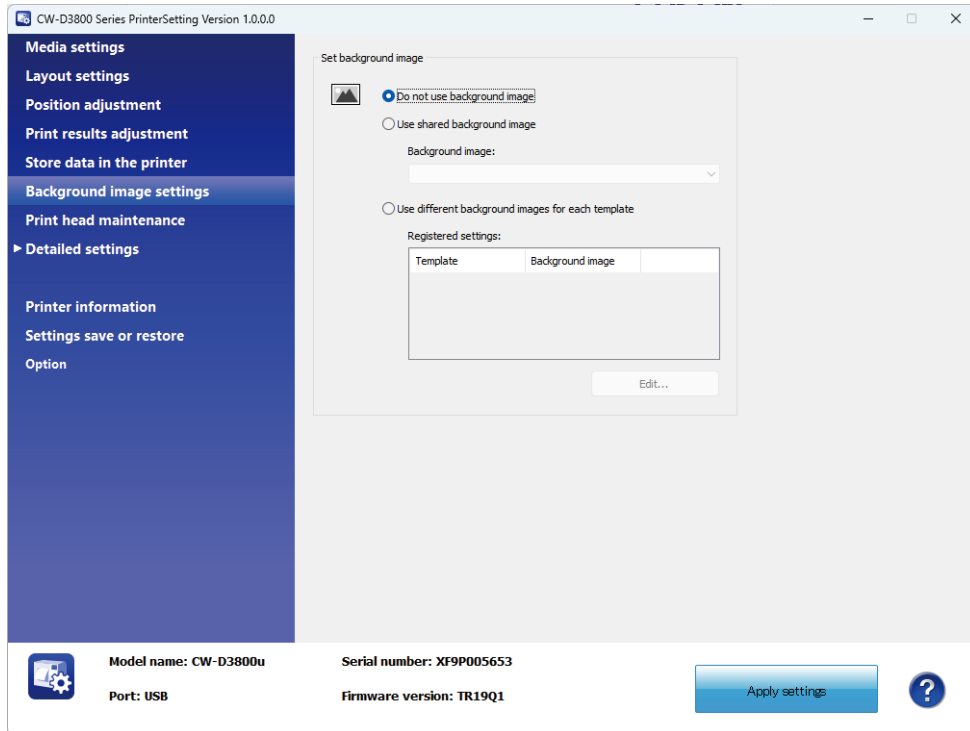 CW-D3800 Series PrinterSetting Version 1.0.0.0
Media settings
Layout settings
Position adjustment
Print results adjustment
Store data in the printer
Background image settings
Print head maintenance
Detailed settings
Printer information
Settings save or restore
Option
Set background image
Do not use background image
Use shared background image
Background image:
Use different background images for each template
Registered settings:
Template Background image
Edit...
Model name: CW-D3800u
Serial number: XF9P005653
Port: USB
Firmware version: TR19Q1
Apply settings
?